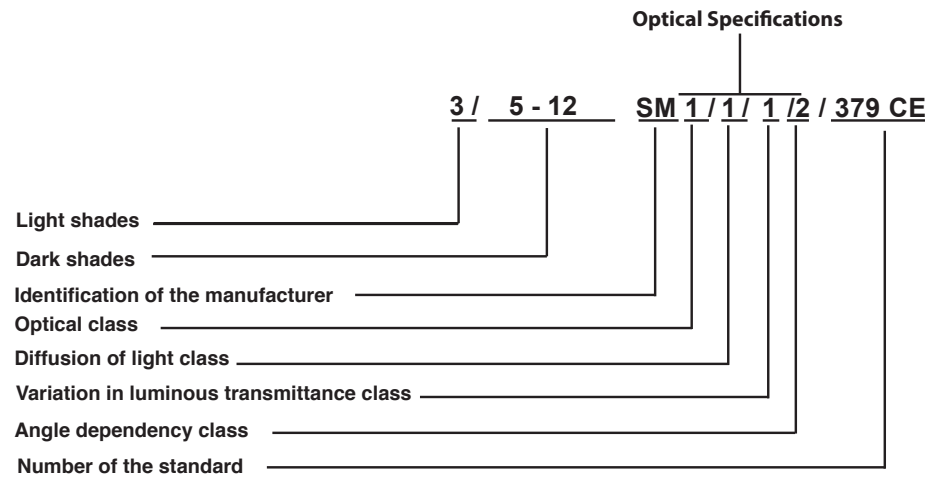 Optical Specifications
3 / 5 - 12 SM 1 / 1 / 1 /2 / 379 CE
Light shades
Dark shades
Identification of the manufacturer
Optical class
Diffusion of light class
Variation in luminous transmittance class
Angle dependency class
Number of the standard